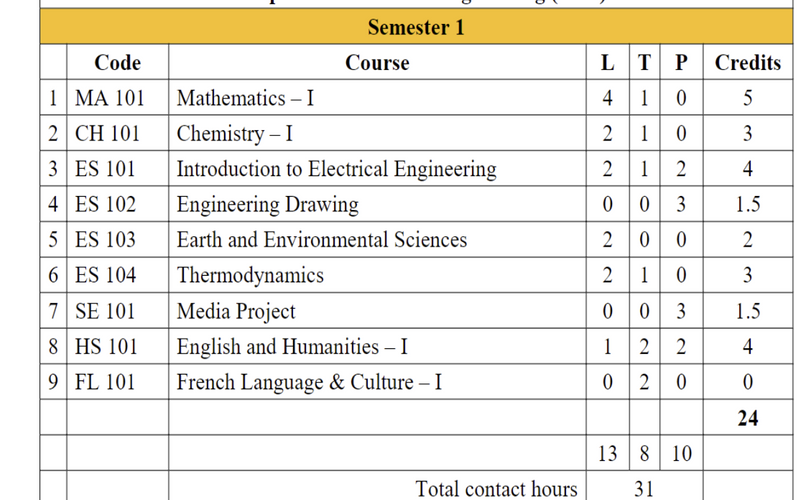 Semester 1
Code Course L T P Credits
1 MA 101 Mathematics – I 4 1 0 5
2 CH 101 Chemistry – I 2 1 0 3
3 ES 101 Introduction to Electrical Engineering 2 1 2 4
4 ES 102 Engineering Drawing 0 0 3 1.5
5 ES 103 Earth and Environmental Sciences 2 0 0 2
6 ES 104 Thermodynamics 2 1 0 3
7 SE 101 Media Project 0 0 3 1.5
8 HS 101 English and Humanities – I 1 2 2 4
9 FL 101 French Language & Culture – I 0 2 0 0
24
13 8 10
Total contact hours 31